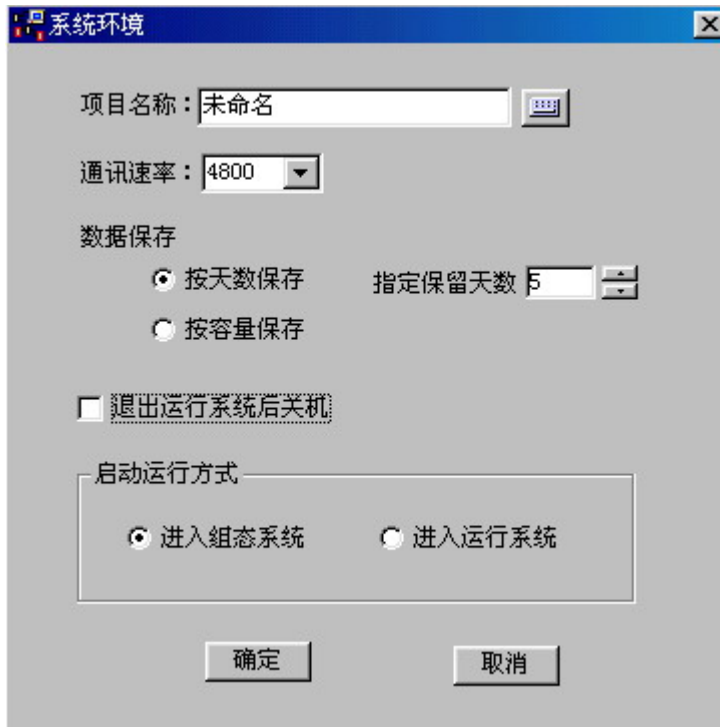 系统环境
项目名称：未命名
通讯速率：4800
数据保存
按天数保存 指定保留天数 5
按容量保存
退出运行系统后关机
启动运行方式
进入组态系统 进入运行系统
确定 取消